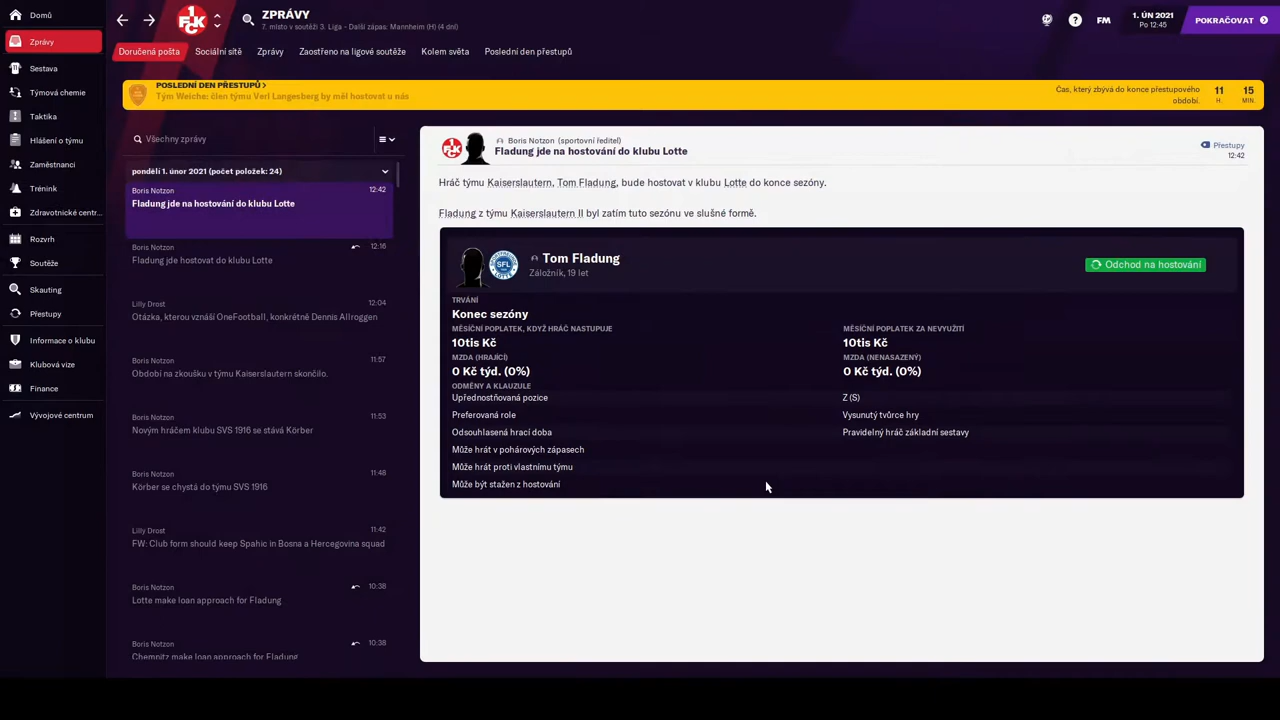 Domů
Zprávy
Sestava
Týmová chemie
Taktika
Hlášení o týmu
Zaměstnanci
Trénink
Zdravotnické centr...
Rozvrh
Soutěže
Skauting
Přestupy
Informace o klubu
Klubová vize
Finance
Vývojové centrum
1.
FCK
ZPRÁVY
7. místo v soutěži 3. Liga - Další zápas: Mannheim (H) (4 dní)
FM
1. ÚN 2021
Po 12:45
POKRAČOVAT
Doručená pošta
Sociální sítě
Zprávy
Zaostřeno na ligové soutěže
Kolem světa
Poslední den přestupů
POSLEDNÍ DEN PŘESTUPŮ >
Tým Weiche: člen týmu Verl Langesberg by měl hostovat u nás
Čas, který zbývá do konce přestupového
období.
11
H.
15
MIN.
Všechny zprávy
pondělí 1. únor 2021 (počet položek: 24)
Boris Notzon 12:42
Fladung jde na hostování do klubu Lotte
Boris Notzon 12:16
Fladung jde hostovat do klubu Lotte
Lilly Drost 12:04
Otázka, kterou vznáší OneFootball, konkrétně Dennis Allroggen
Boris Notzon 11:57
Období na zkoušku v týmu Kaiserslautern skončilo.
Boris Notzon 11:53
Novým hráčem klubu SVS 1916 se stává Körber
Boris Notzon 11:48
Körber se chystá do týmu SVS 1916
Lilly Drost 11:42
FW: Club form should keep Spahic in Bosna a Hercegovina squad
Boris Notzon 10:38
Lotte make loan approach for Fladung
Boris Notzon 10:38
Chemnitz make loan approach for Fladung
Boris Notzon (sportovní ředitel)
Fladung jde na hostování do klubu Lotte
Přestupy
12:42
Hráč týmu Kaiserslautern, Tom Fladung, bude hostovat v klubu Lotte do konce sezóny.
Fladung z týmu Kaiserslautern II byl zatím tuto sezónu ve slušné formě.
SFL
Tom Fladung
Záložník, 19 let
Odchod na hostování
TRVÁNÍ
Konec sezóny
MĚSÍČNÍ POPLATEK, KDYŽ HRÁČ NASTUPUJE
10tis Kč
MĚSÍČNÍ POPLATEK ZA NEVYUŽITÍ
10tis Kč
MZDA (HRAJÍCÍ)
0 Kč týd. (0%)
MZDA (NENASAZENÝ)
0 Kč týd. (0%)
ODMĚNY A KLAUZULE
Upřednostňovaná pozice Z (S)
Preferovaná role Vysunutý tvůrce hry
Odsouhlasená hrací doba Pravidelný hráč základní sestavy
Může hrát v pohárových zápasech
Může hrát proti vlastnímu týmu
Může být stažen z hostování